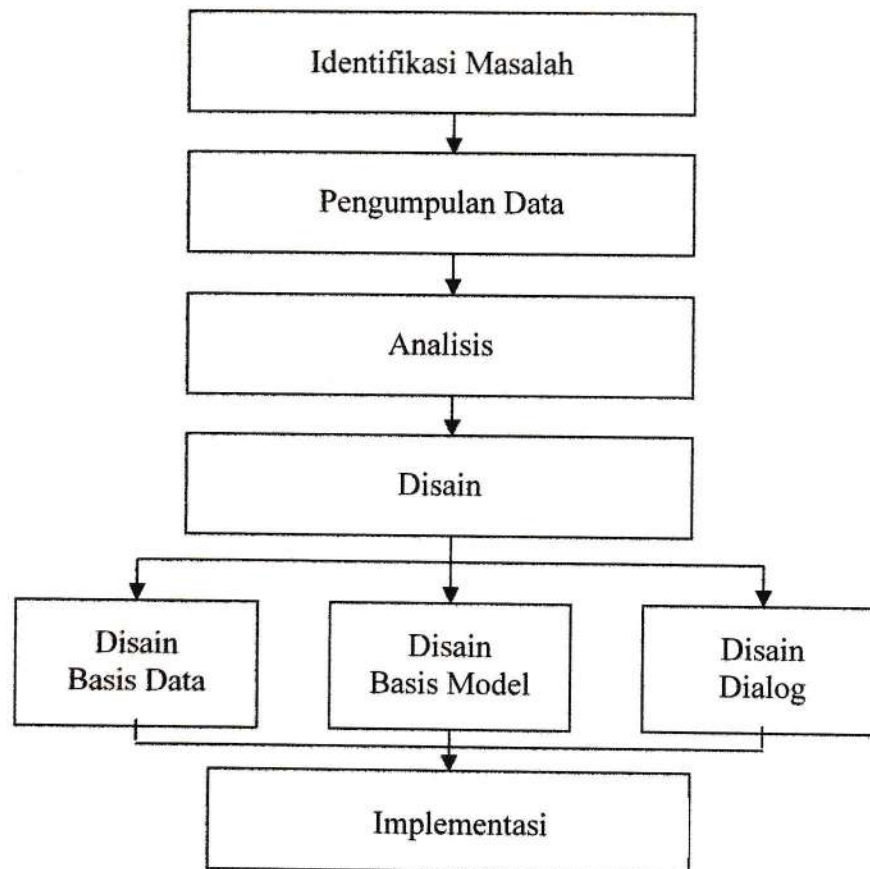 Identifikasi Masalah
Pengumpulan Data
Analisis
Disain
Disain
Basis Data
Disain
Basis Model
Disain
Dialog
Implementasi